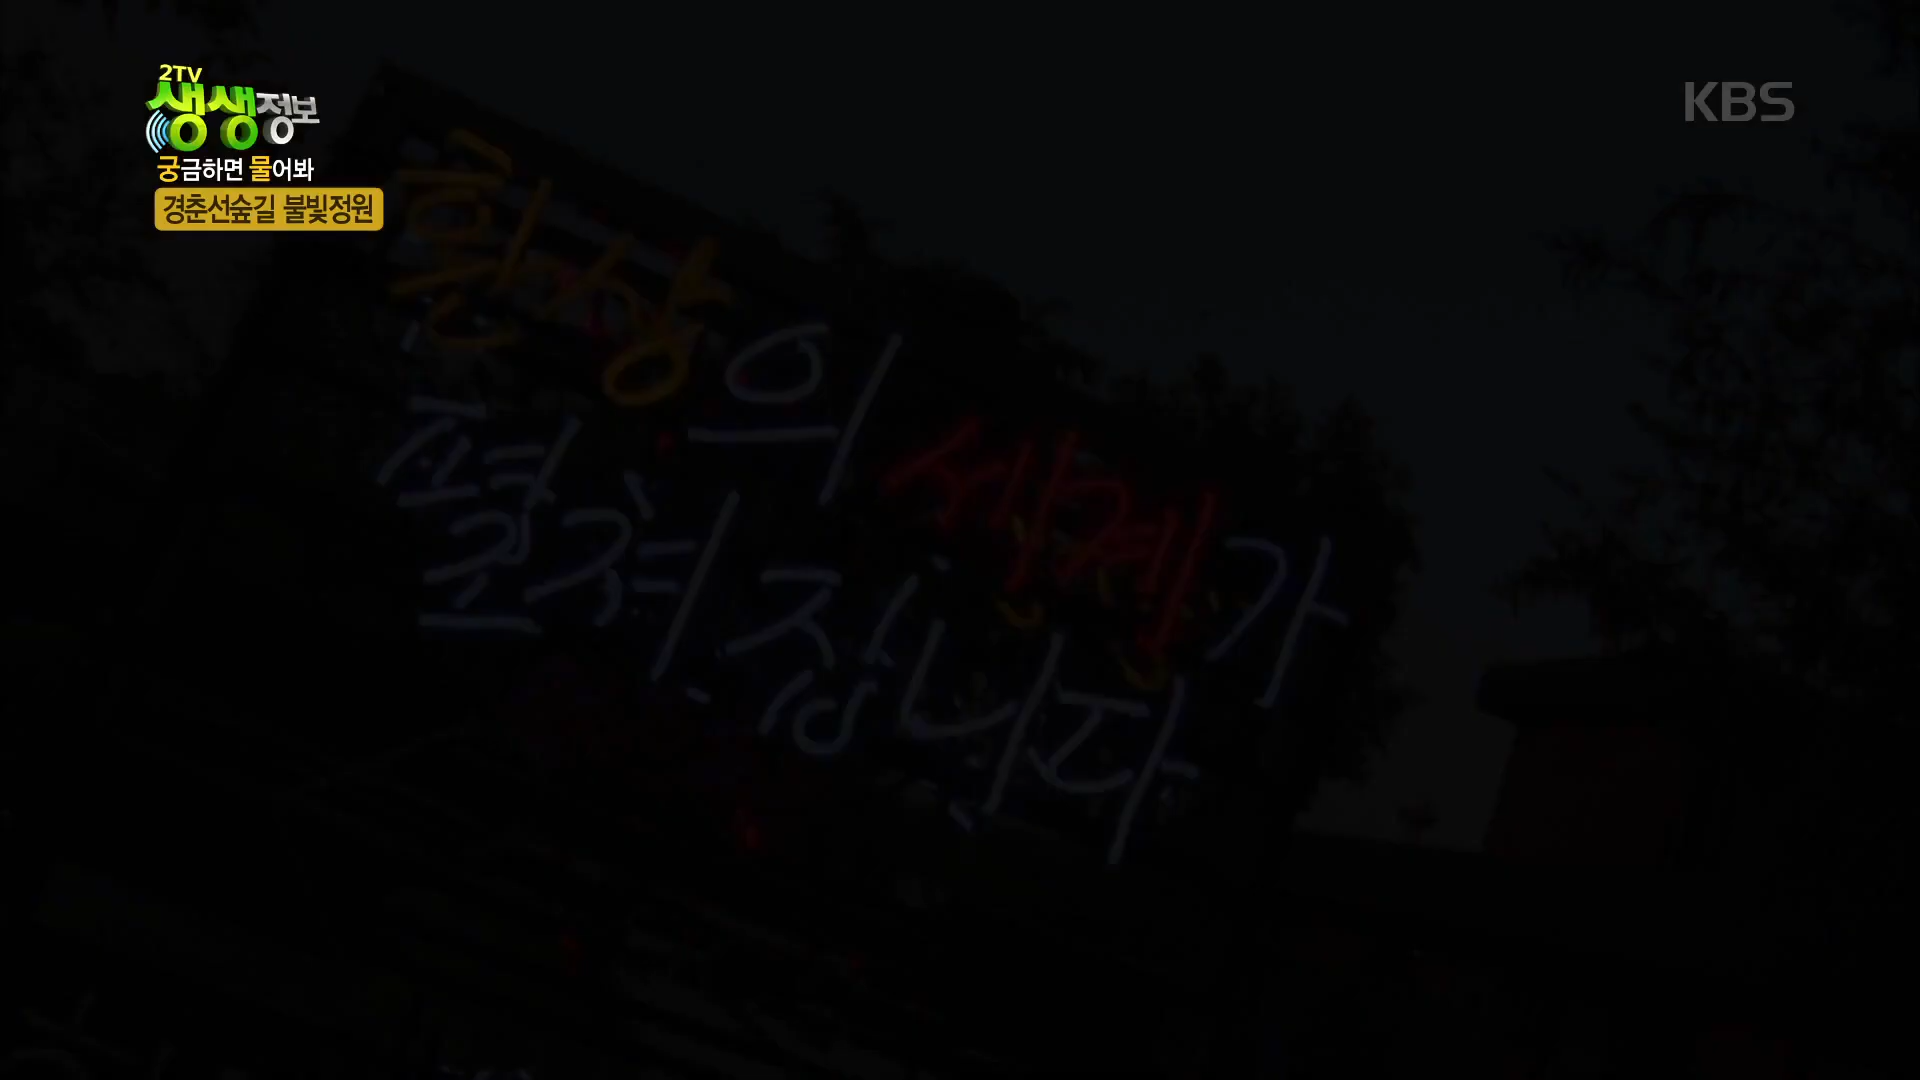 2TV
생생정보
궁금하면 물어봐
경춘선숲길 불빛정원
KBS
환상의 세계가
펼쳐집니다